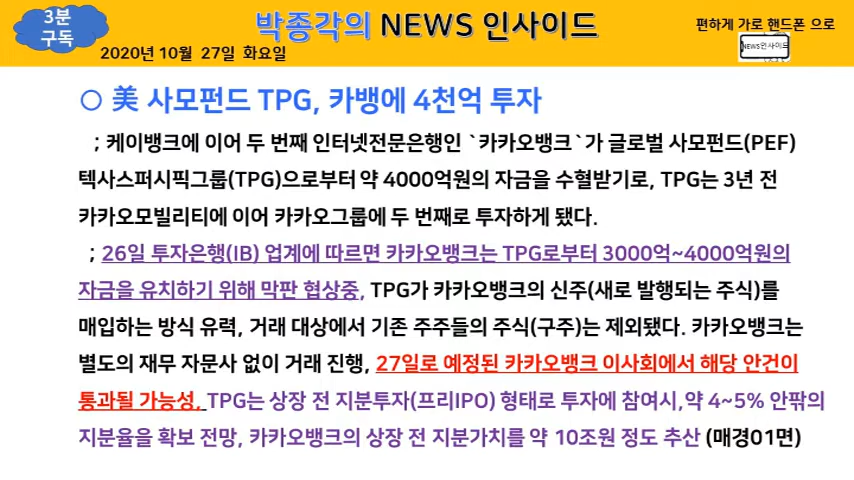 3분
구독
박종각의 NEWS 인사이드
편하게 가로 핸드폰 으로
NEWS인사이드
2020년 10월 27일 화요일
○ 美 사모펀드 TPG, 카뱅에 4천억 투자
; 케이뱅크에 이어 두 번째 인터넷전문은행인 `카카오뱅크`가 글로벌 사모펀드(PEF)
텍사스퍼시픽그룹(TPG)으로부터 약 4000억원의 자금을 수혈받기로, TPG는 3년 전
카카오모빌리티에 이어 카카오그룹에 두 번째로 투자하게 됐다.
; 26일 투자은행(IB) 업계에 따르면 카카오뱅크는 TPG로부터 3000억~4000억원의
자금을 유치하기 위해 막판 협상중, TPG가 카카오뱅크의 신주(새로 발행되는 주식)를
매입하는 방식 유력, 거래 대상에서 기존 주주들의 주식(구주)는 제외됐다. 카카오뱅크는
별도의 재무 자문사 없이 거래 진행, 27일로 예정된 카카오뱅크 이사회에서 해당 안건이
통과될 가능성, TPG는 상장 전 지분투자(프리IPO) 형태로 투자에 참여시,약 4~5% 안팎의
지분율을 확보 전망, 카카오뱅크의 상장 전 지분가치를 약 10조원 정도 추산 (매경01면)